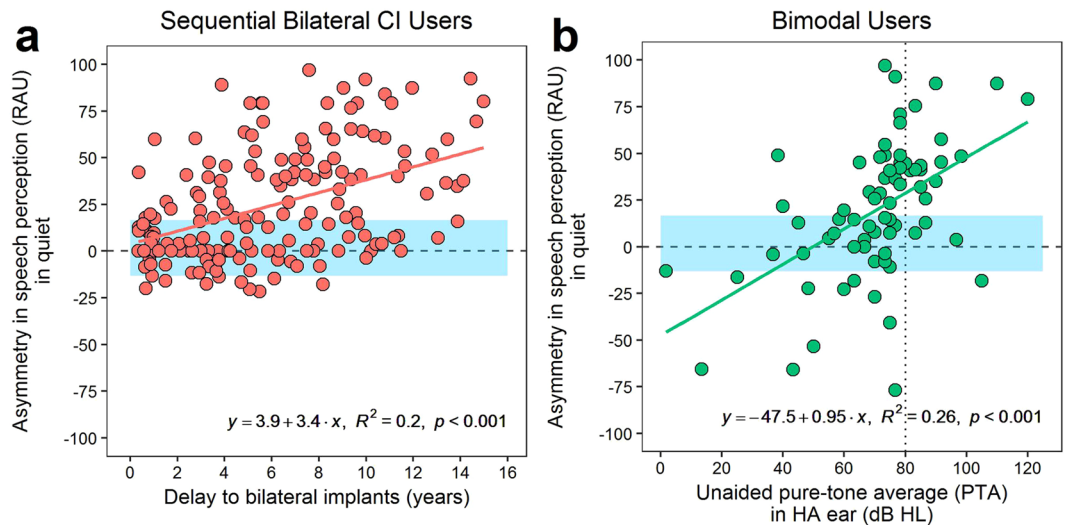 a
Sequential Bilateral CI Users
Asymmetry in speech perception (RAU)
in quiet
100
75
50
25
0
-25
-50
-75
-100
y = 3.9 + 3.4 · x, R² = 0.2, p < 0.001
0 2 4 6 8 10 12 14 16
Delay to bilateral implants (years)
b
Bimodal Users
Asymmetry in speech perception (RAU)
in quiet
100
75
50
25
0
-25
-50
-75
-100
y = −47.5 + 0.95 · x, R² = 0.26, p < 0.001
0 20 40 60 80 100 120
Unaided pure-tone average (PTA)
in HA ear (dB HL)